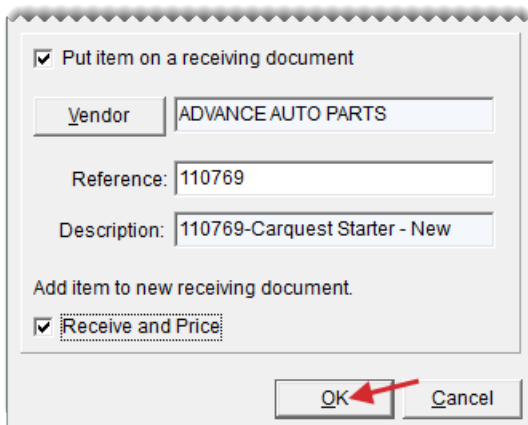 Put item on a receiving document
Vendor ADVANCE AUTO PARTS
Reference: 110769
Description: 110769-Carquest Starter - New
Add item to new receiving document.
Receive and Price
OK Cancel